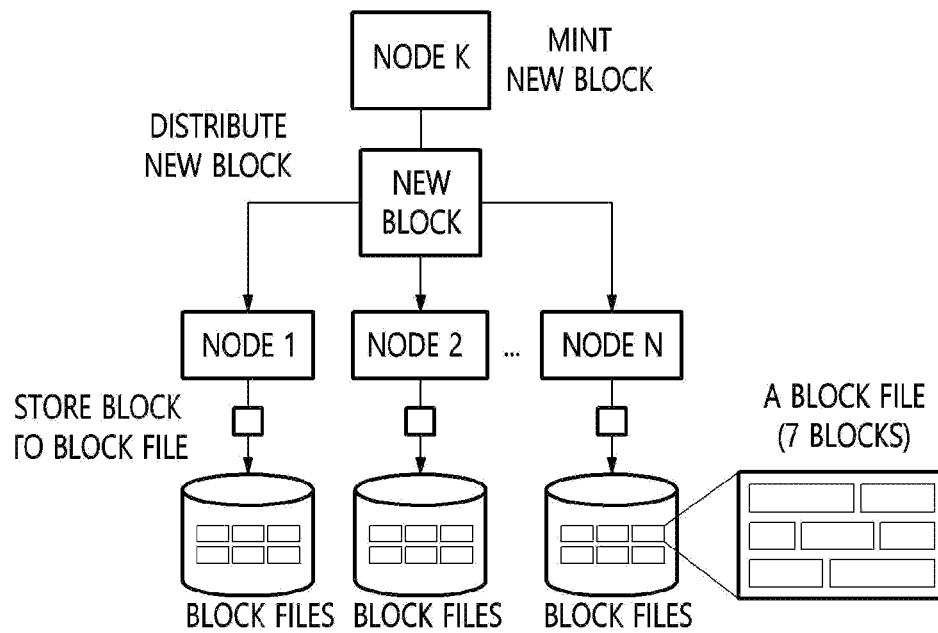 NODE K
MINT
NEW BLOCK
DISTRIBUTE
NEW BLOCK
NEW
BLOCK
NODE 1
NODE 2
...
NODE N
STORE BLOCK
TO BLOCK FILE
A BLOCK FILE
(7 BLOCKS)
BLOCK FILES
BLOCK FILES
BLOCK FILES